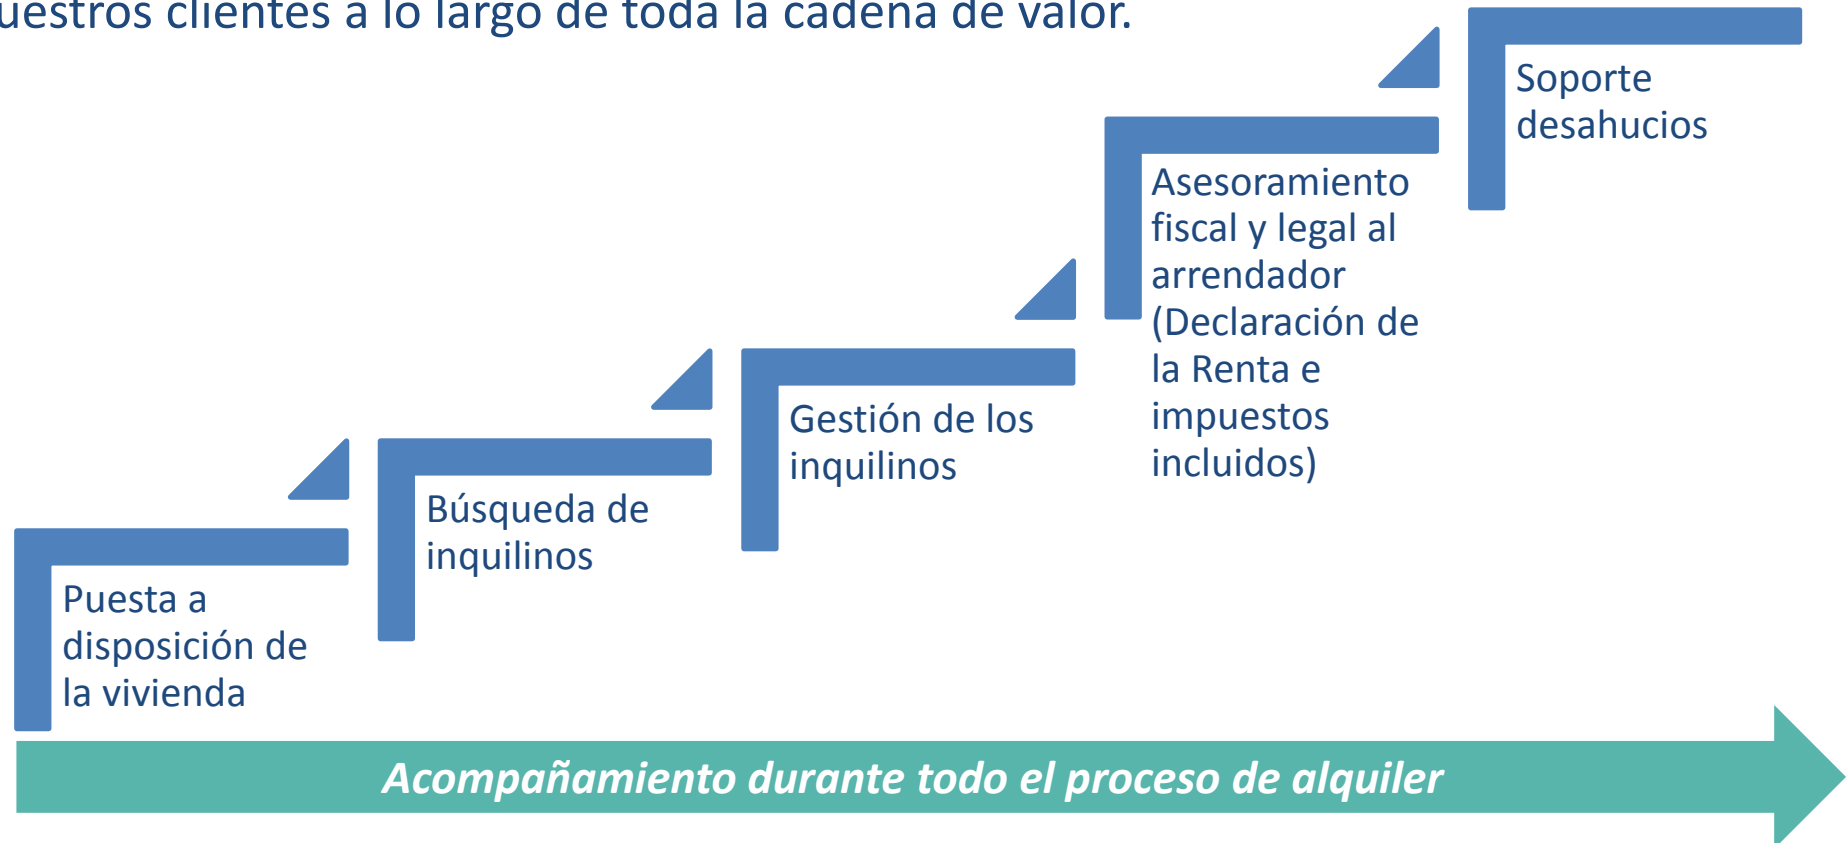 uestros clientes a lo largo de toda la cadena de valor.
Puesta a
disposición de
la vivienda
Búsqueda de
inquilinos
Gestión de los
inquilinos
Asesoramiento
fiscal y legal al
arrendador
(Declaración de
la Renta e
impuestos
incluidos)
Soporte
desahucios
Acompañamiento durante todo el proceso de alquiler